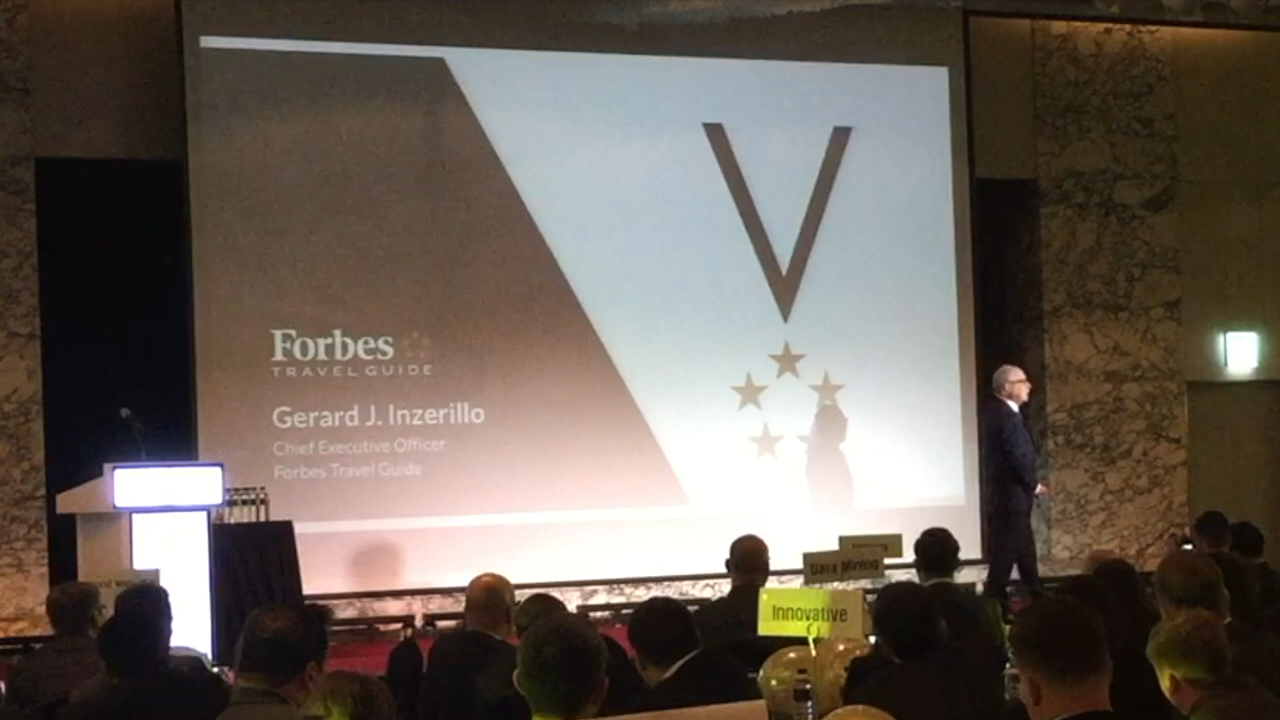 Forbes
TRAVEL GUIDE
Gerard J. Inzerillo
Chief Executive Officer
Forbes Travel Guide
V
Data Mining
Innovative